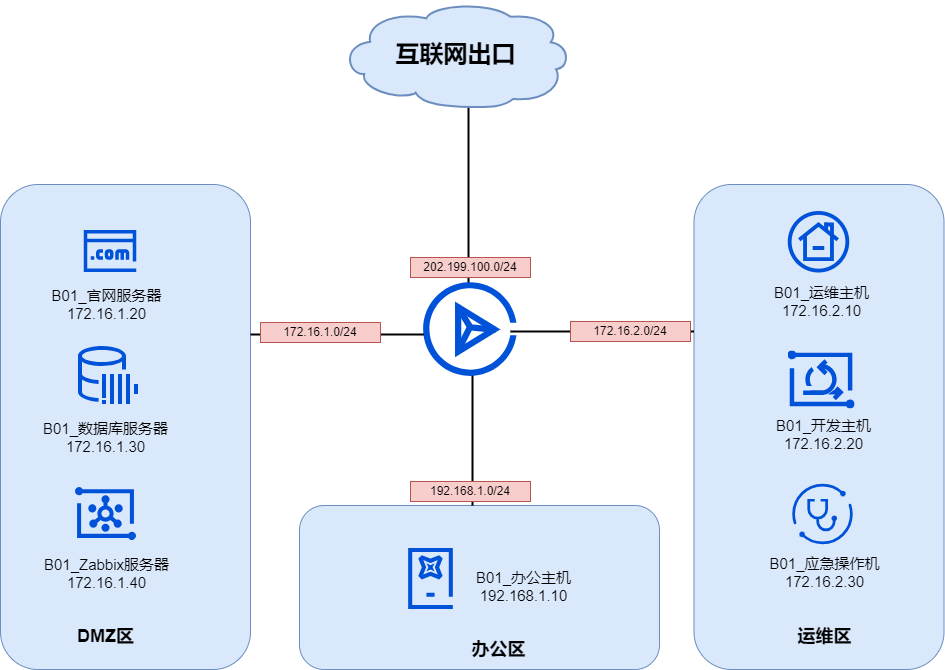 互联网出口
202.199.100.0/24
172.16.1.0/24
172.16.2.0/24
192.168.1.0/24
.com
B01_官网服务器
172.16.1.20
B01_数据库服务器
172.16.1.30
B01_Zabbix服务器
172.16.1.40
DMZ区
B01_办公主机
192.168.1.10
办公区
B01_运维主机
172.16.2.10
B01_开发主机
172.16.2.20
B01_应急操作机
172.16.2.30
运维区